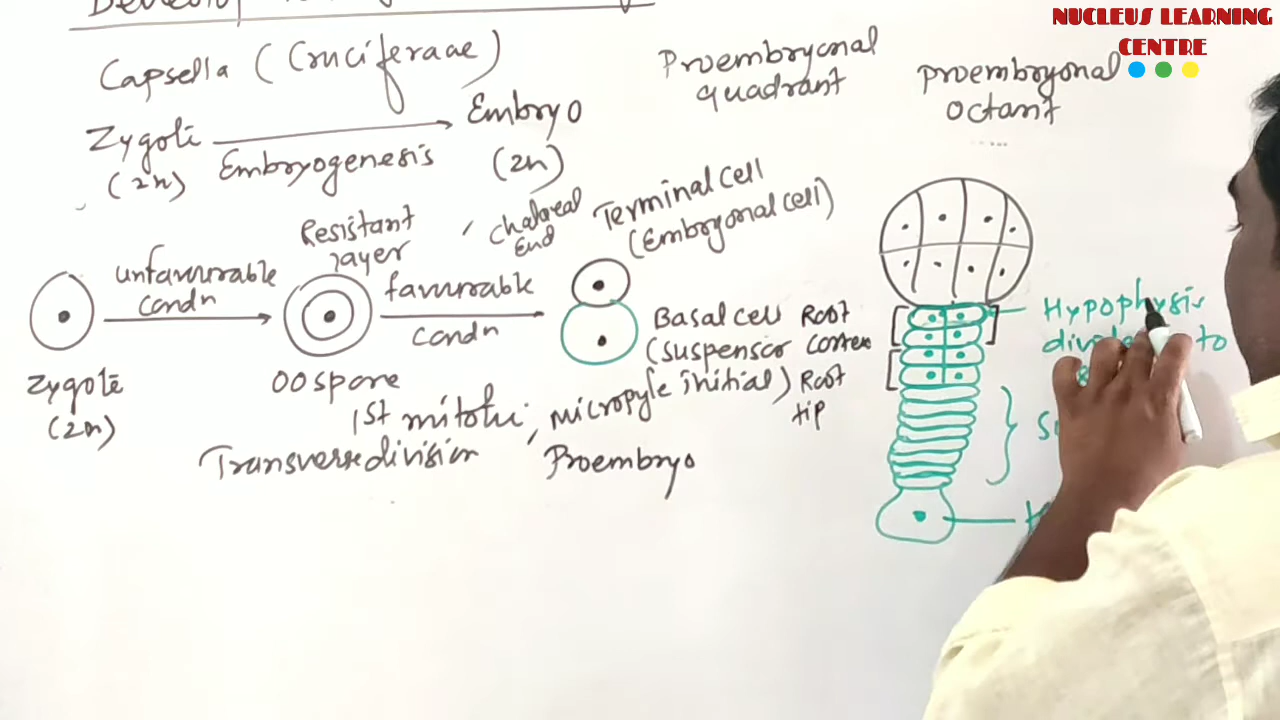 NUCLEUS LEARNING
CENTRE
Capsella (Cruciferae)
Zygote
(2n)
Embryogenesis
Embryo
(2n)
Proembryonal
quadrant
proembryonal
octant
unfavourable
condn
Resistant
layer
favourable
condn
chalazal
End
Terminal cell
(Embryonal cell)
Zygote
(2n)
Oospore
Basal cell
(suspensor
micropyle initial)
Root
cortex
Root
tip
1st mitotic
Transverse division
Proembryo
Hypophysis
to